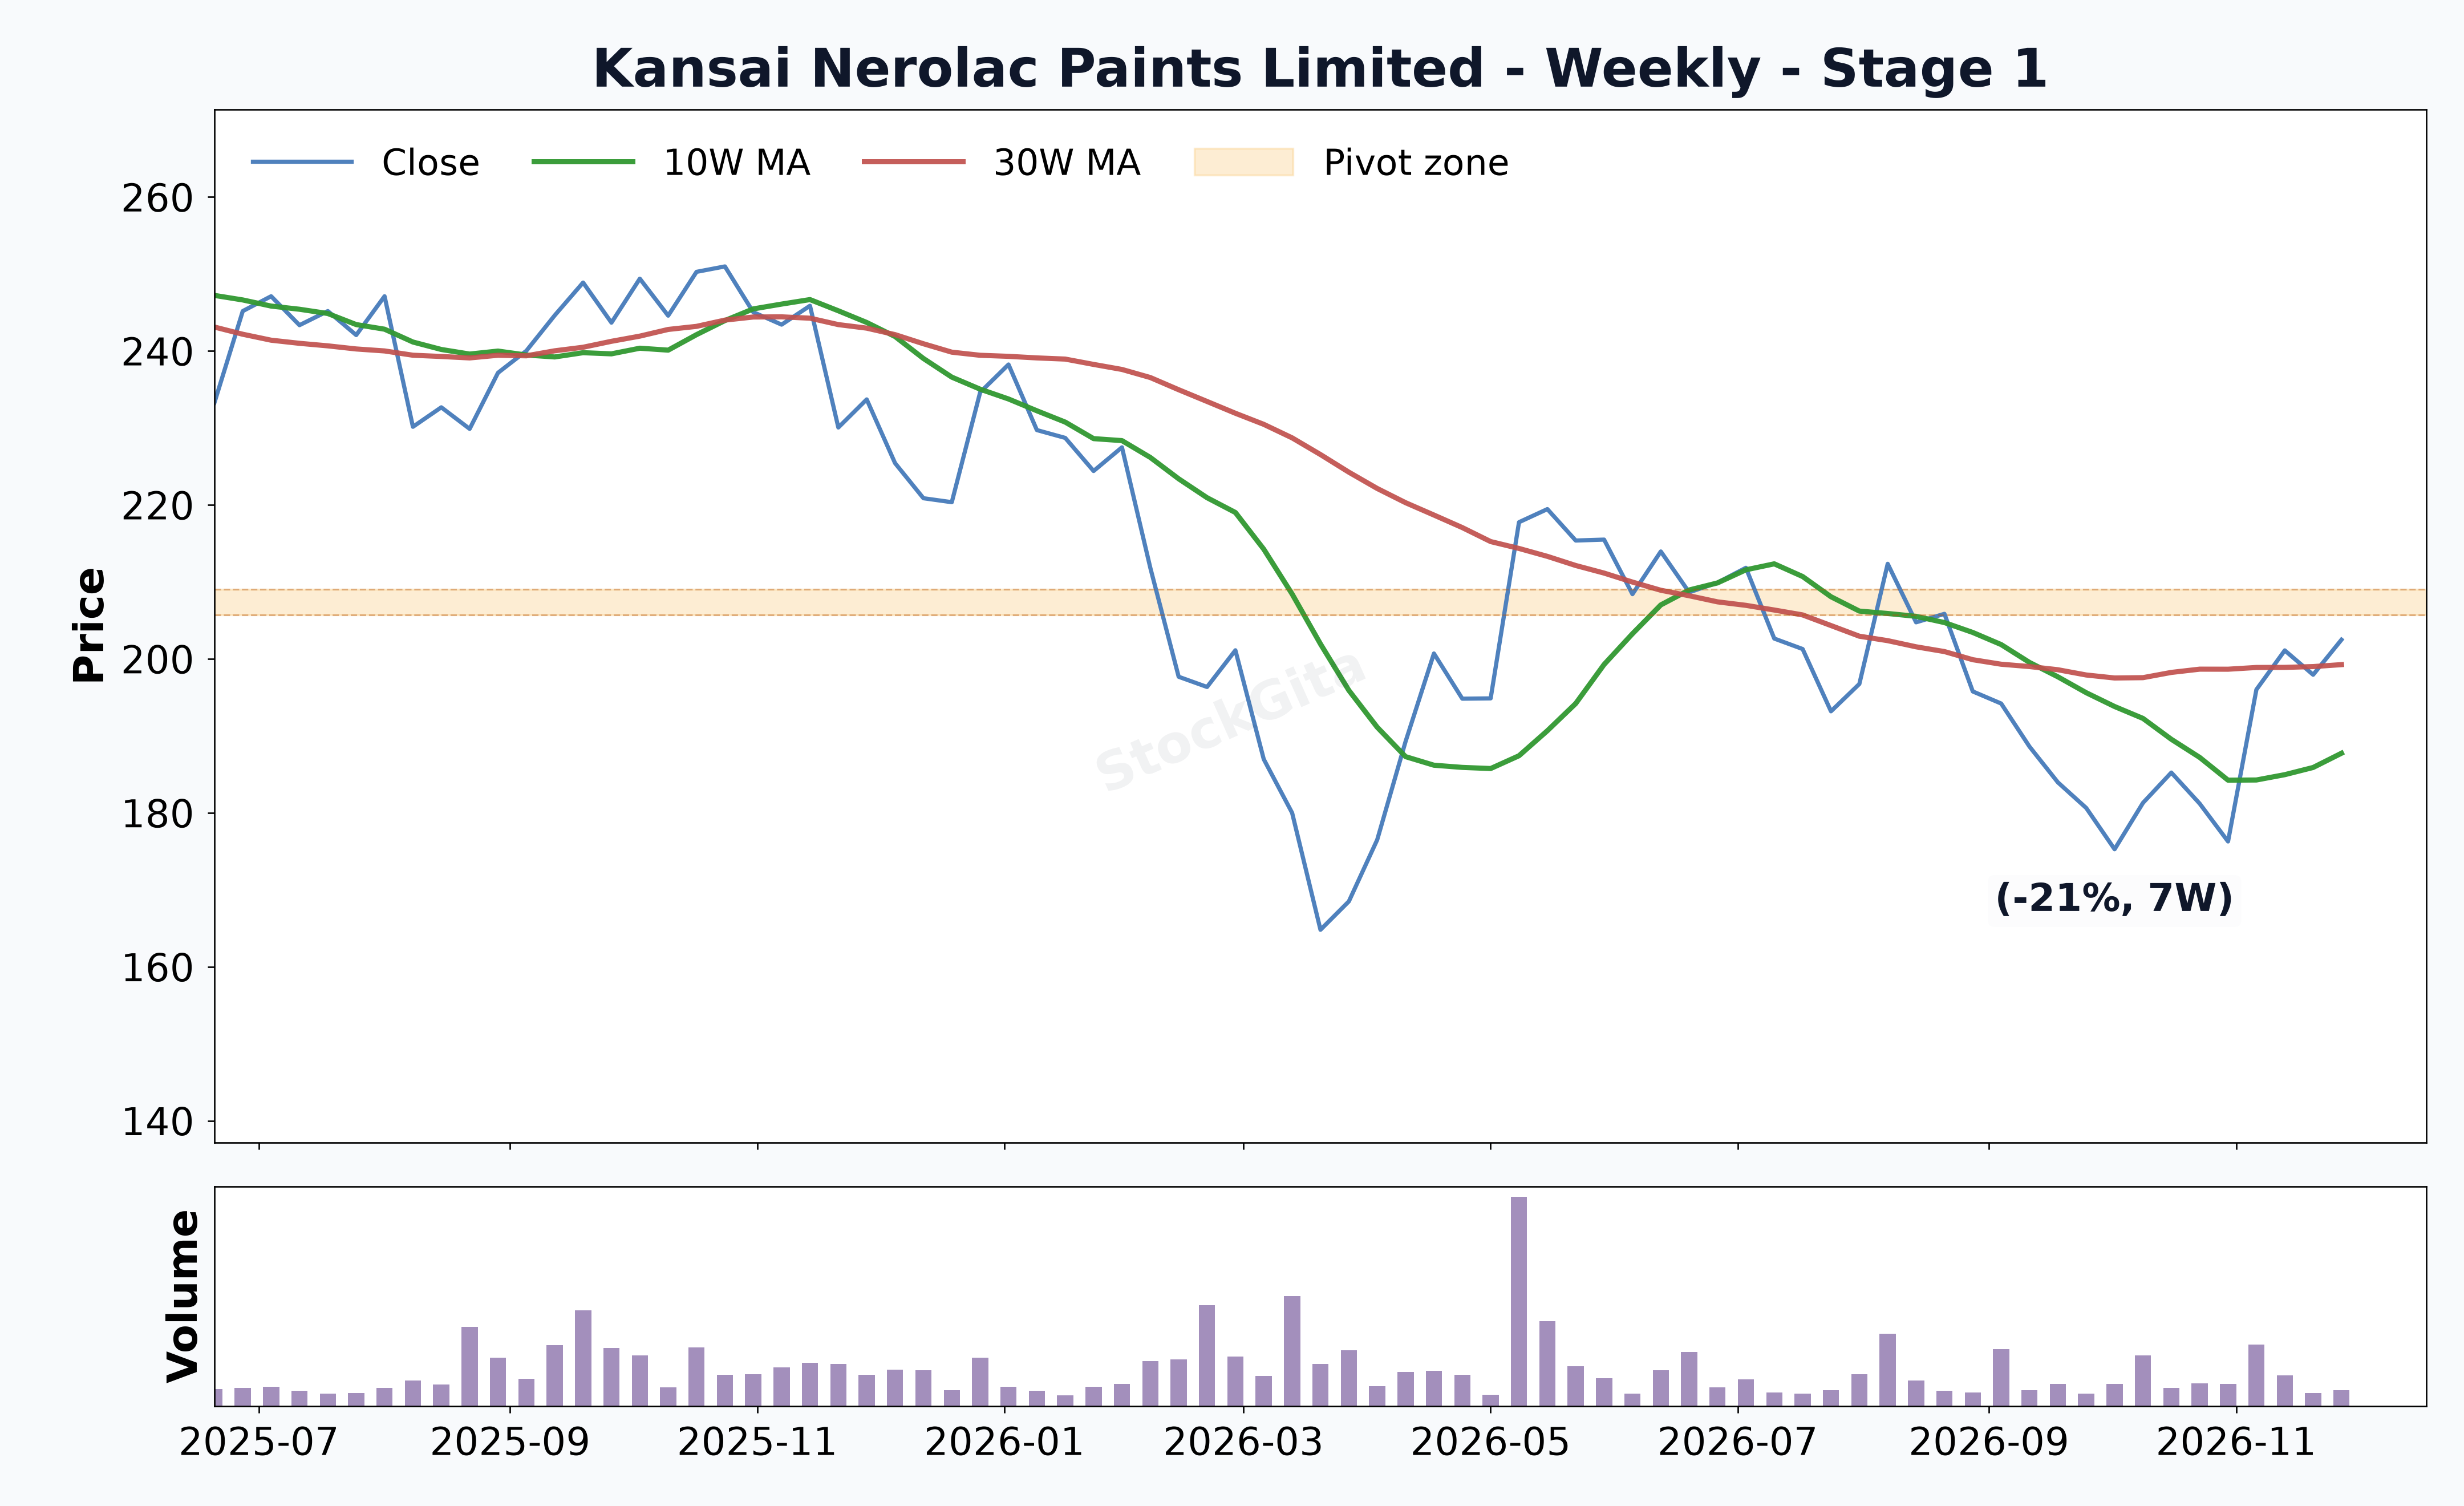 Kansai Nerolac Paints Limited - Weekly - Stage 1
Close
10W MA
30W MA
Pivot zone
Price
260
240
220
200
180
160
140
StockGita
(-21%, 7W)
Volume
2025-07
2025-09
2025-11
2026-01
2026-03
2026-05
2026-07
2026-09
2026-11